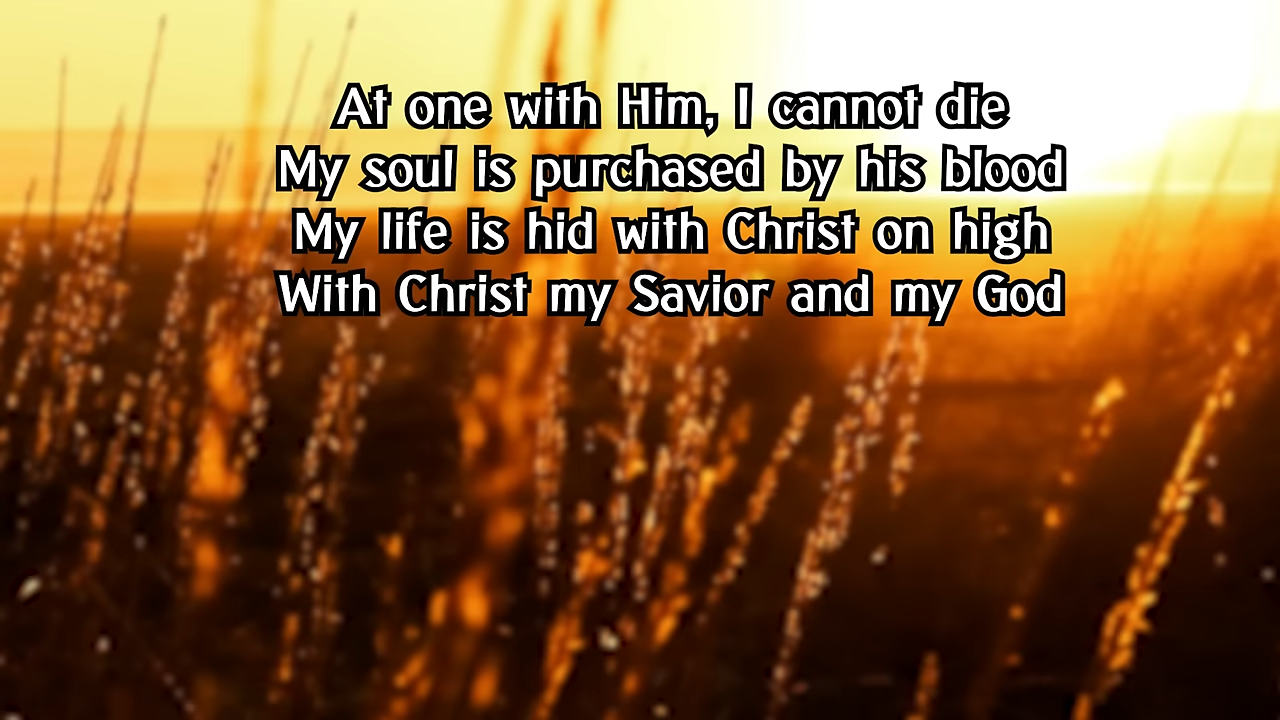 At one with Him, I cannot die
My soul is purchased by his blood
My life is hid with Christ on high
With Christ my Savior and my God